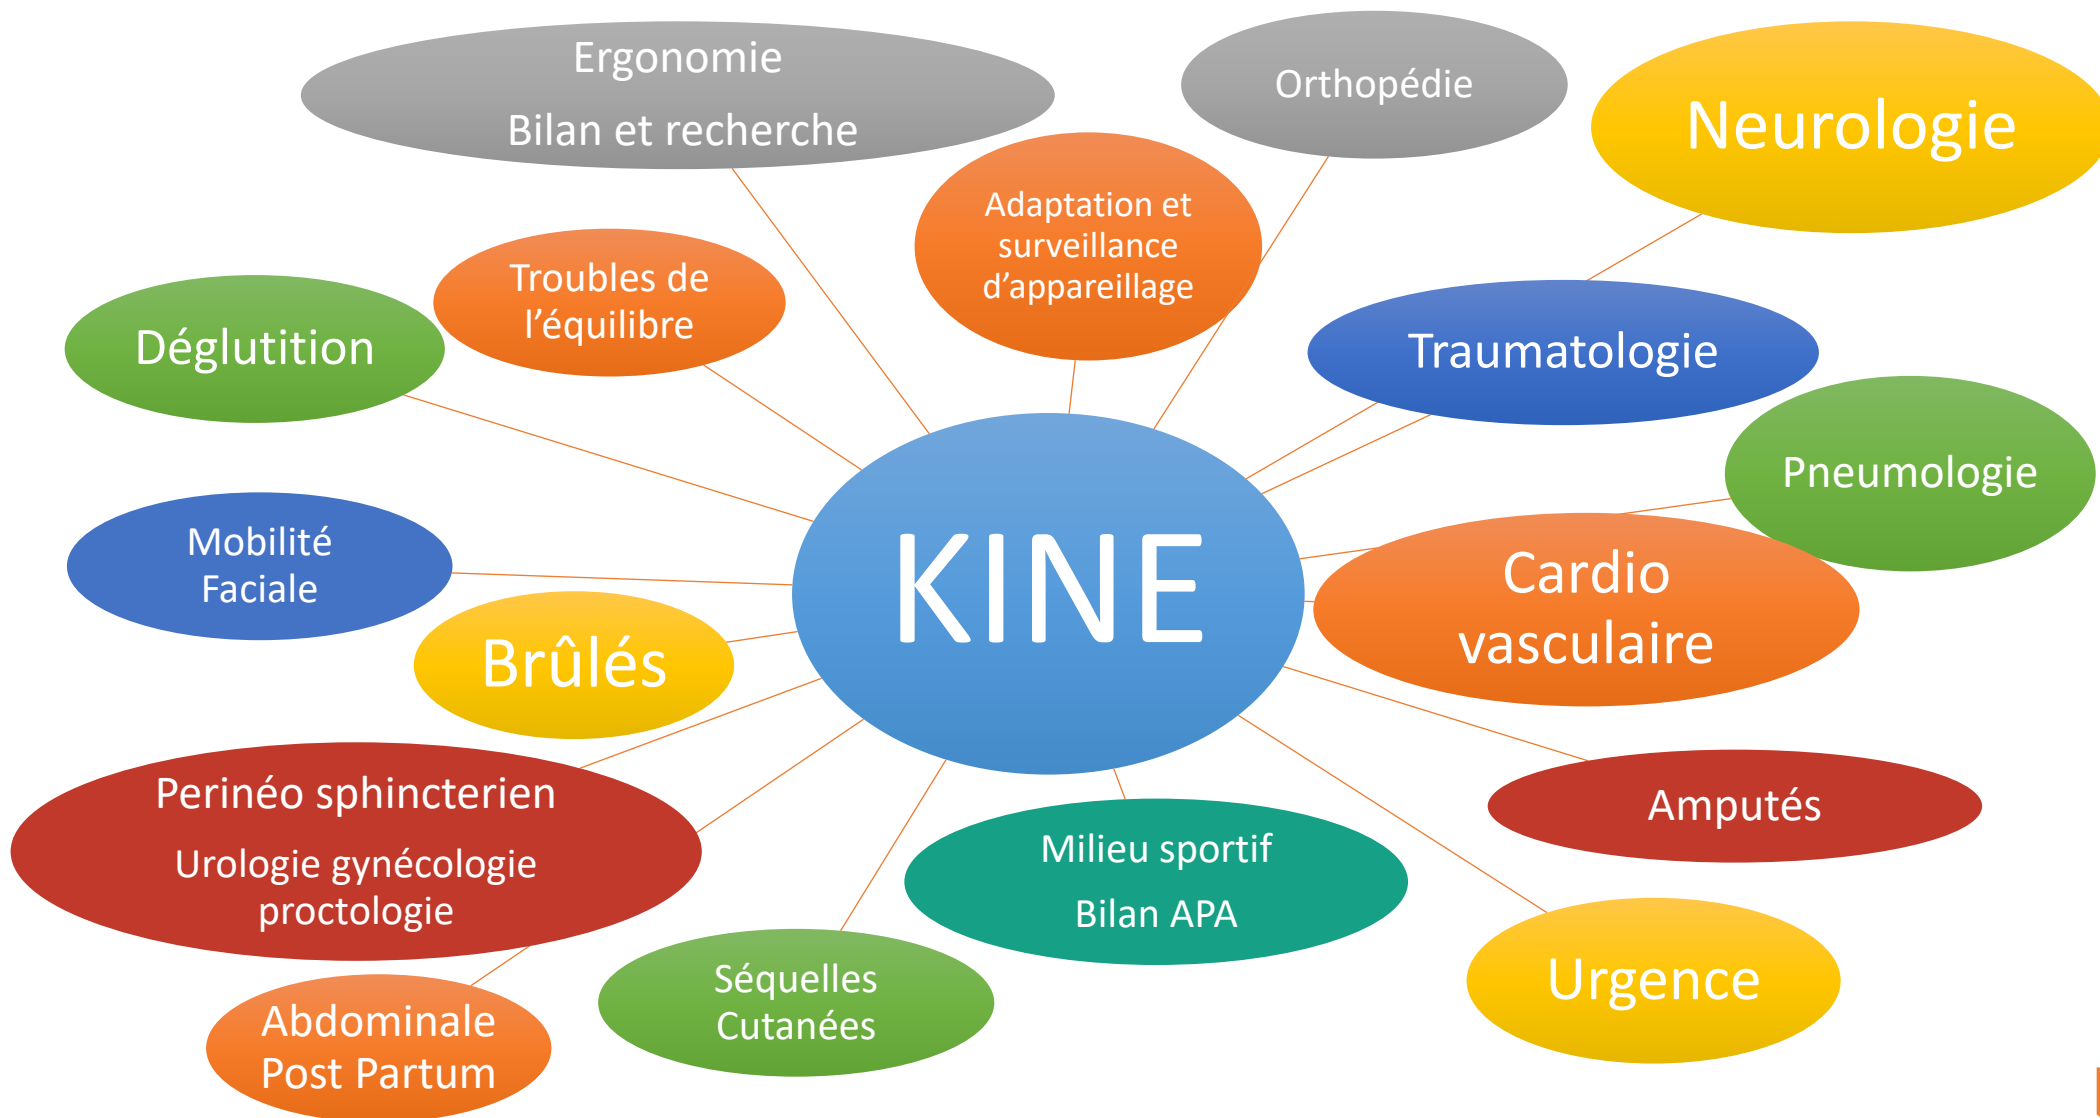 Ergonomie
Bilan et recherche
Orthopédie
Neurologie
Adaptation et
surveillance
d’appareillage
Troubles de
l’équilibre
Déglutition
Traumatologie
Pneumologie
Mobilité
Faciale
KINE
Cardio
vasculaire
Brûlés
Perinéo sphincterien
Urologie gynécologie
proctologie
Amputés
Milieu sportif
Bilan APA
Séquelles
Cutanées
Urgence
Abdominale
Post Partum